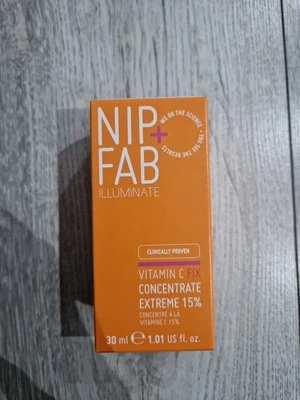 NIP+
FAB
ILLUMINATE
WE DO THE SCIENCE • YOU SEE THE RESULTS
CLINICALLY PROVEN
VITAMIN C FIX
CONCENTRATE
EXTREME 15%
CONCENTRÉ À LA
VITAMINE C 15%
30 ml ℮ 1.01 US fl. oz.